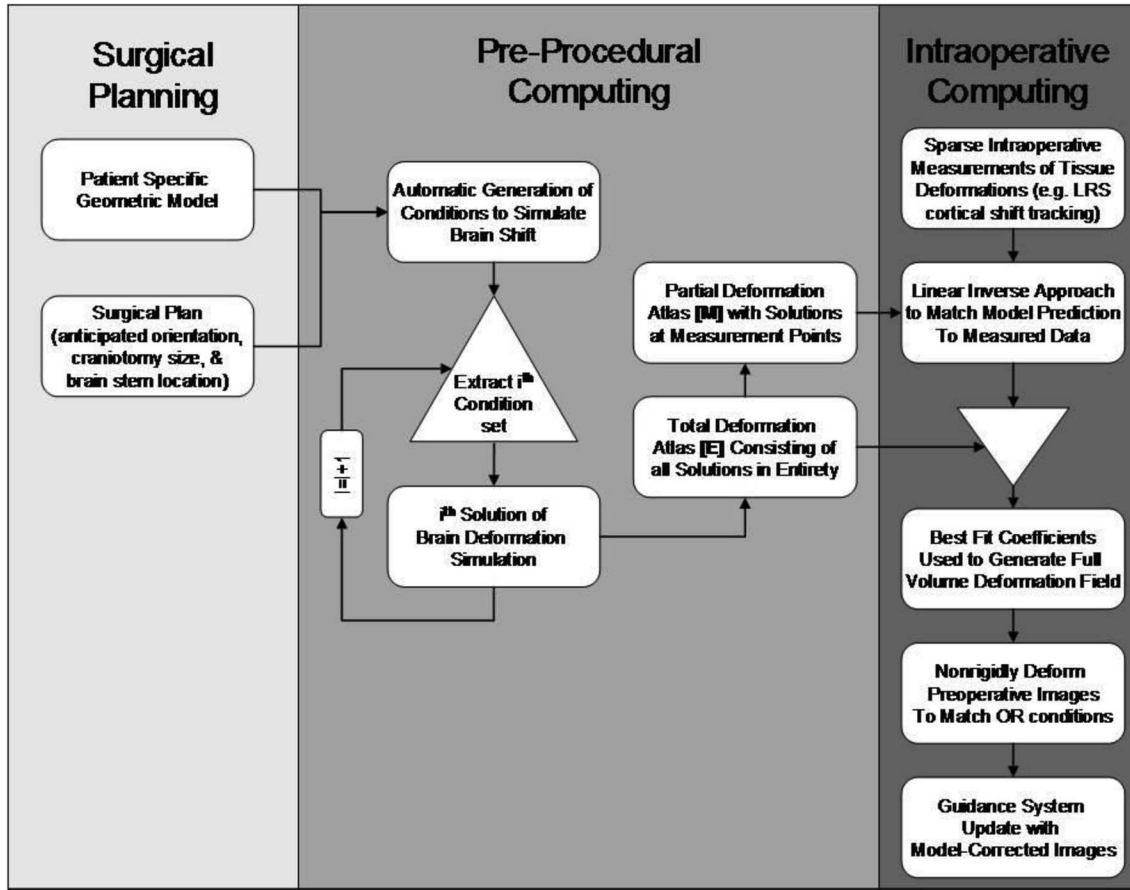 Surgical
Planning
Patient Specific
Geometric Model
Surgical Plan
(anticipated orientation,
craniotomy size, &
brain stem location)
Pre-Procedural
Computing
Automatic Generation of
Conditions to Simulate
Brain Shift
Extract iᵗʰ
Condition
set
I=I+1
iᵗʰ Solution of
Brain Deformation
Simulation
Partial Deformation
Atlas [M] with Solutions
at Measurement Points
Total Deformation
Atlas [E] Consisting of
all Solutions in Entirety
Intraoperative
Computing
Sparse Intraoperative
Measurements of Tissue
Deformations (e.g. LRS
cortical shift tracking)
Linear Inverse Approach
to Match Model Prediction
To Measured Data
Best Fit Coefficients
Used to Generate Full
Volume Deformation Field
Nonrigidly Deform
Preoperative Images
To Match OR conditions
Guidance System
Update with
Model-Corrected Images